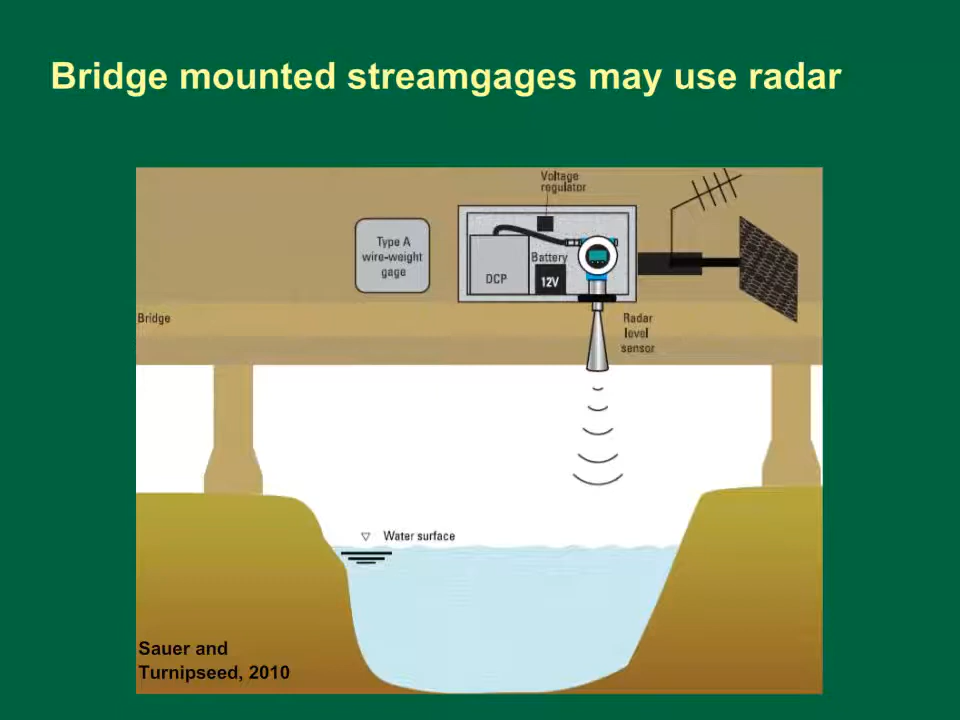 Bridge mounted streamgages may use radar
Voltage
regulator
Type A
wire-weight
gage
Battery
DCP
12V
Bridge
Radar
level
sensor
Water surface
Sauer and
Turnipseed, 2010